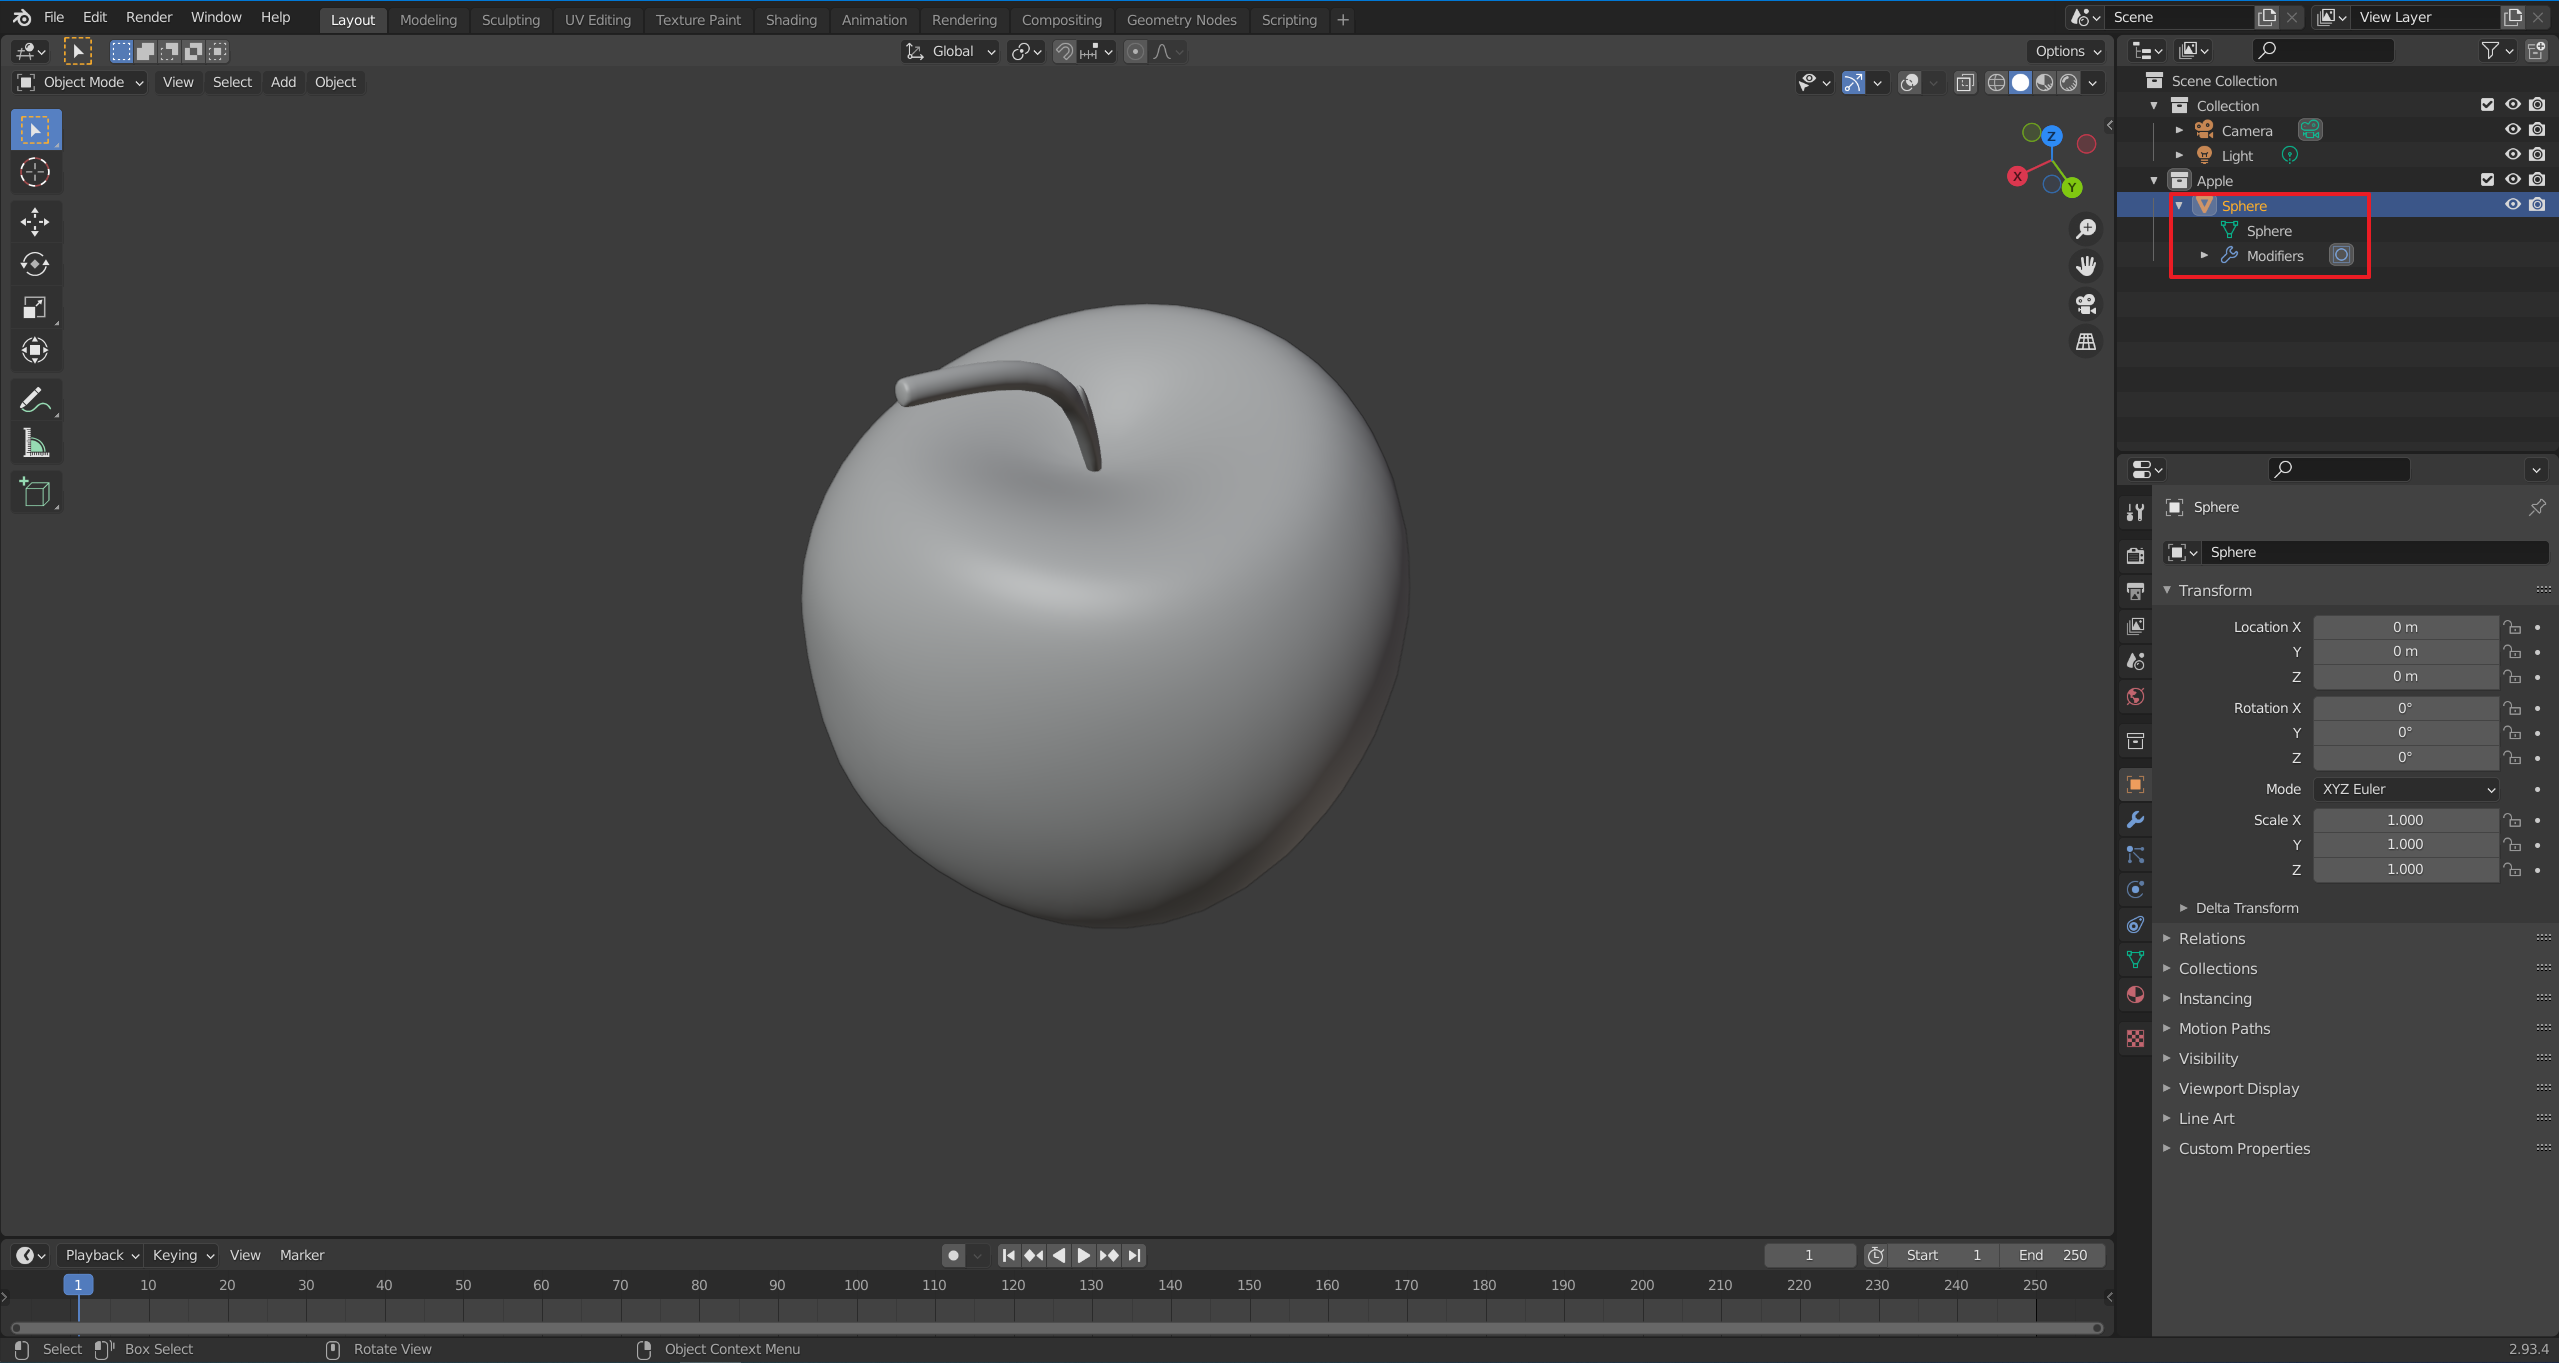 File Edit Render Window Help Layout Modeling Sculpting UV Editing Texture Paint Shading Animation Rendering Compositing Geometry Nodes Scripting + Scene View Layer
Global Options
Object Mode View Select Add Object
Scene Collection
Collection
Camera
Light
Apple
Sphere
Sphere
Modifiers
Z
X
Y
Sphere
Sphere
Transform
Location X 0 m
Y 0 m
Z 0 m
Rotation X 0°
Y 0°
Z 0°
Mode XYZ Euler
Scale X 1.000
Y 1.000
Z 1.000
Delta Transform
Relations
Collections
Instancing
Motion Paths
Visibility
Viewport Display
Line Art
Custom Properties
Playback Keying View Marker 1 Start 1 End 250
1 10 20 30 40 50 60 70 80 90 100 110 120 130 140 150 160 170 180 190 200 210 220 230 240 250
Select Box Select Rotate View Object Context Menu 2.93.4